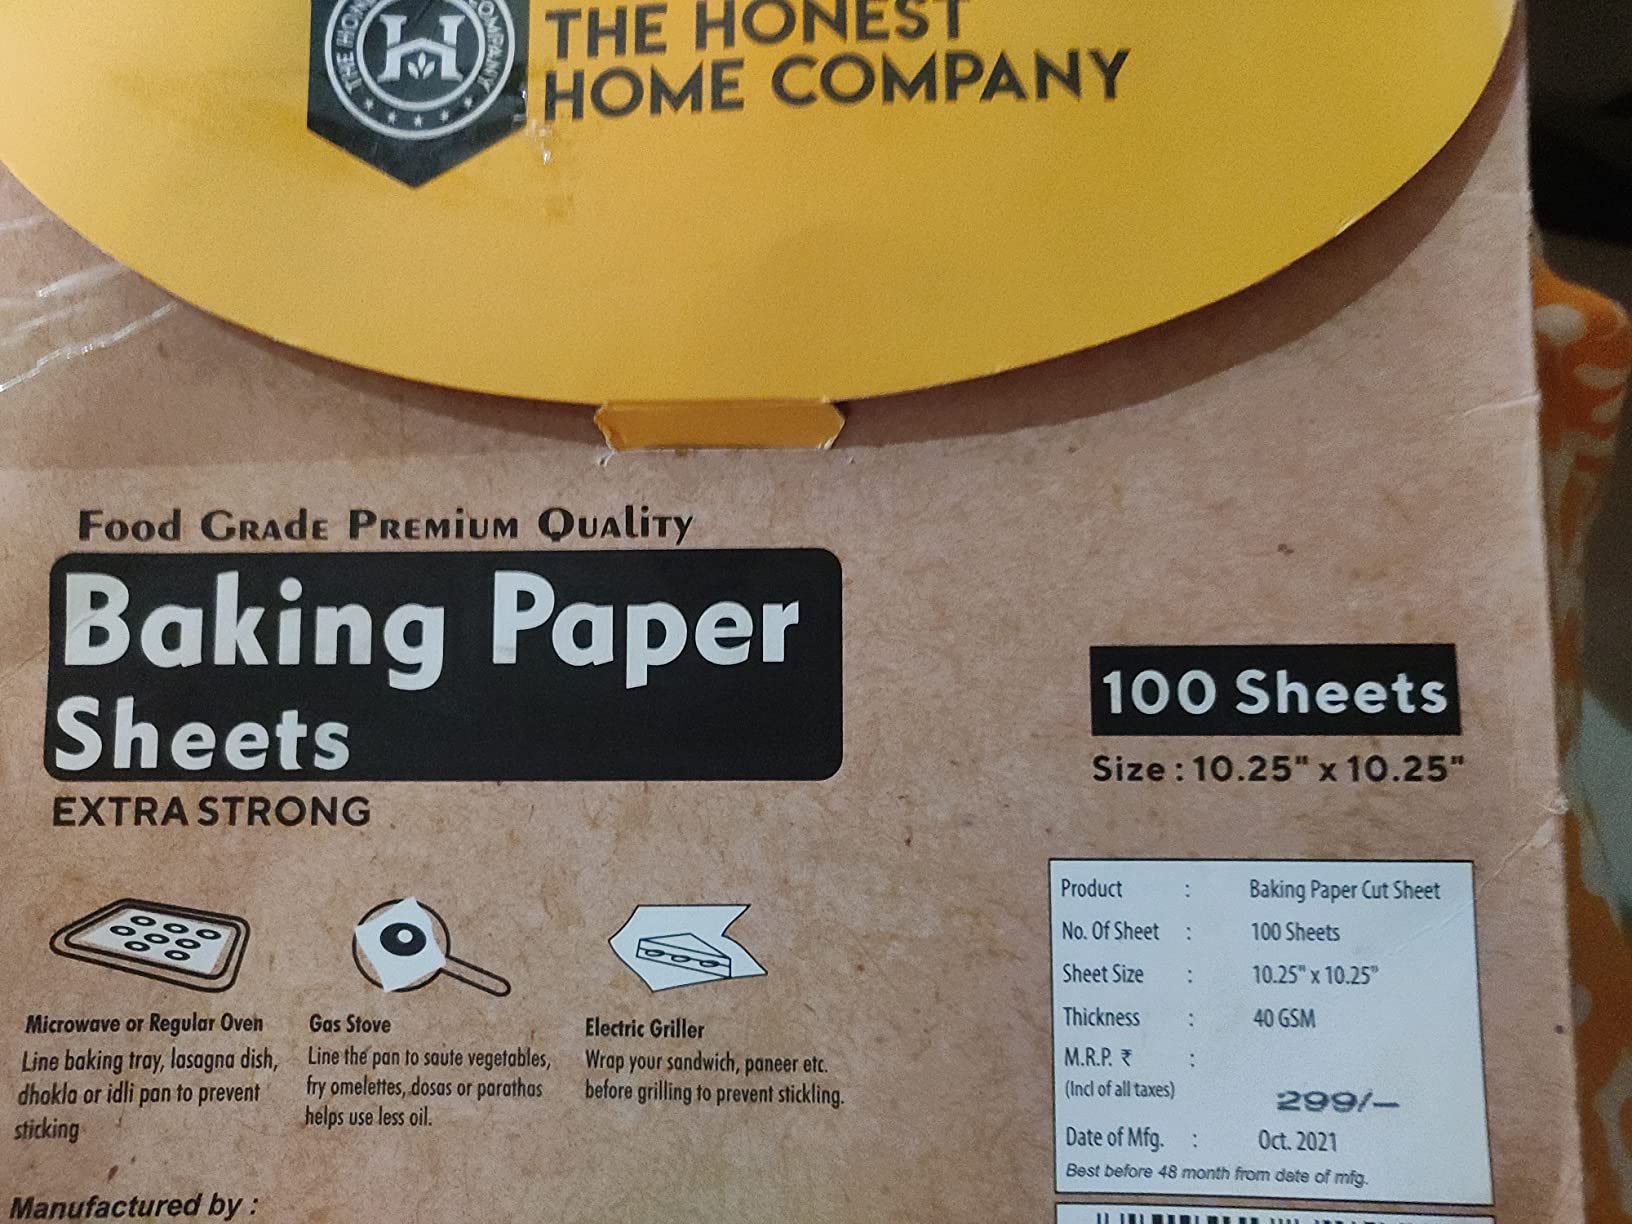 THE HONEST
HOME COMPANY
Food Grade Premium Quality
Baking Paper
Sheets
EXTRA STRONG
100 Sheets
Size : 10.25" x 10.25"
Microwave or Regular Oven
Line baking tray, lasagna dish,
dhokla or idli pan to prevent
sticking
Gas Stove
Line the pan to saute vegetables,
fry omelettes, dosas or parathas
helps use less oil.
Electric Griller
Wrap your sandwich, paneer etc.
before grilling to prevent stickling.
Product : Baking Paper Cut Sheet
No. Of Sheet : 100 Sheets
Sheet Size : 10.25" x 10.25"
Thickness : 40 GSM
M.R.P. ₹ :
(Incl of all taxes) 299/-
Date of Mfg. : Oct. 2021
Best before 48 month from date of mfg.
Manufactured by :